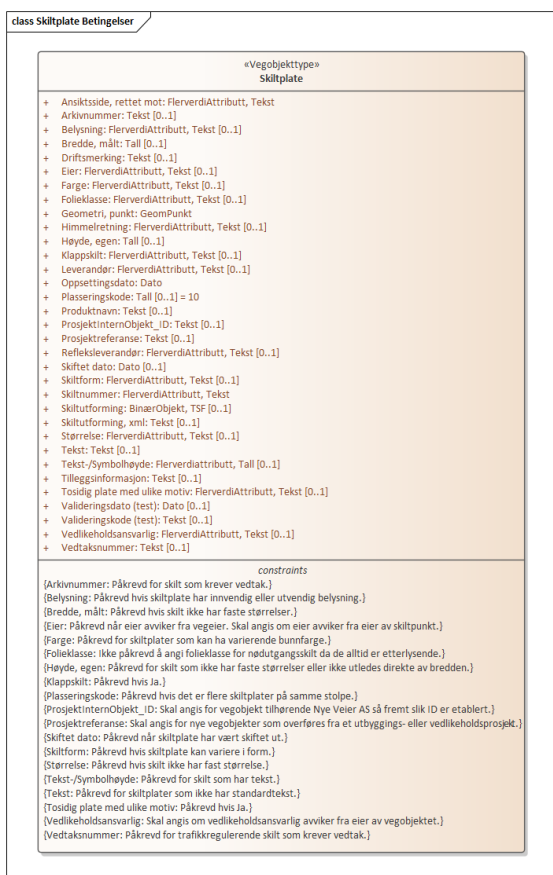 class Skiltplate Betingelser
«Vegobjekttype»
Skiltplate
+ Ansiktsside, rettet mot: FlerverdiAttributt, Tekst
+ Arkivnummer: Tekst [0..1]
+ Belysning: FlerverdiAttributt, Tekst [0..1]
+ Bredde, målt: Tall [0..1]
+ Driftsmerking: Tekst [0..1]
+ Eier: FlerverdiAttributt, Tekst [0..1]
+ Farge: FlerverdiAttributt, Tekst [0..1]
+ Folieklasse: FlerverdiAttributt, Tekst [0..1]
+ Geometri, punkt: GeomPunkt
+ Himmelretning: FlerverdiAttributt, Tekst [0..1]
+ Høyde, egen: Tall [0..1]
+ Klappskilt: FlerverdiAttributt, Tekst [0..1]
+ Leverandør: FlerverdiAttributt, Tekst [0..1]
+ Oppsettingsdato: Dato
+ Plasseringskode: Tall [0..1] = 10
+ Produktnavn: Tekst [0..1]
+ ProsjektInternObjekt_ID: Tekst [0..1]
+ Prosjektreferanse: Tekst [0..1]
+ Refleksleverandør: FlerverdiAttributt, Tekst [0..1]
+ Skiftet dato: Dato [0..1]
+ Skiltform: FlerverdiAttributt, Tekst [0..1]
+ Skiltnummer: FlerverdiAttributt, Tekst
+ Skiltutforming: BinærObjekt, TSF [0..1]
+ Skiltutforming, xml: Tekst [0..1]
+ Størrelse: FlerverdiAttributt, Tekst [0..1]
+ Tekst: Tekst [0..1]
+ Tekst-/Symbolhøyde: Flerverdiattributt, Tall [0..1]
+ Tilleggsinformasjon: Tekst [0..1]
+ Tosidig plate med ulike motiv: FlerverdiAttributt, Tekst [0..1]
+ Valideringsdato (test): Dato [0..1]
+ Valideringskode (test): Tekst [0..1]
+ Vedlikeholdsansvarlig: FlerverdiAttributt, Tekst [0..1]
+ Vedtaksnummer: Tekst [0..1]
constraints
{Arkivnummer: Påkrevd for skilt som krever vedtak.}
{Belysning: Påkrevd hvis skiltplate har innvendig eller utvendig belysning.}
{Bredde, målt: Påkrevd hvis skilt ikke har faste størrelser.}
{Eier: Påkrevd når eier avviker fra vegeier. Skal angis om eier avviker fra eier av skiltpunkt.}
{Farge: Påkrevd for skiltplater som kan ha varierende bunnfarge.}
{Folieklasse: Ikke påkrevd å angi folieklasse for nødutgangsskilt da de alltid er etterlysende.}
{Høyde, egen: Påkrevd for skilt som ikke har faste størrelser eller ikke utledes direkte av bredden.}
{Klappskilt: Påkrevd hvis Ja.}
{Plasseringskode: Påkrevd hvis det er flere skiltplater på samme stolpe.}
{ProsjektInternObjekt_ID: Skal angis for vegobjekt tilhørende Nye Veier AS så fremt slik ID er etablert.}
{Prosjektreferanse: Skal angis for nye vegobjekter som overføres fra et utbyggings- eller vedlikeholdsprosjekt.}
{Skiftet dato: Påkrevd når skiltplate har vært skiftet ut.}
{Skiltform: Påkrevd hvis skiltplate kan variere i form.}
{Størrelse: Påkrevd hvis skilt ikke har fast størrelse.}
{Tekst-/Symbolhøyde: Påkrevd for skilt som har tekst.}
{Tekst: Påkrevd for skiltplater som ikke har standardtekst.}
{Tosidig plate med ulike motiv: Påkrevd hvis Ja.}
{Vedlikeholdsansvarlig: Skal angis om vedlikeholdsansvarlig avviker fra eier av vegobjektet.}
{Vedtaksnummer: Påkrevd for trafikkregulerende skilt som krever vedtak.}